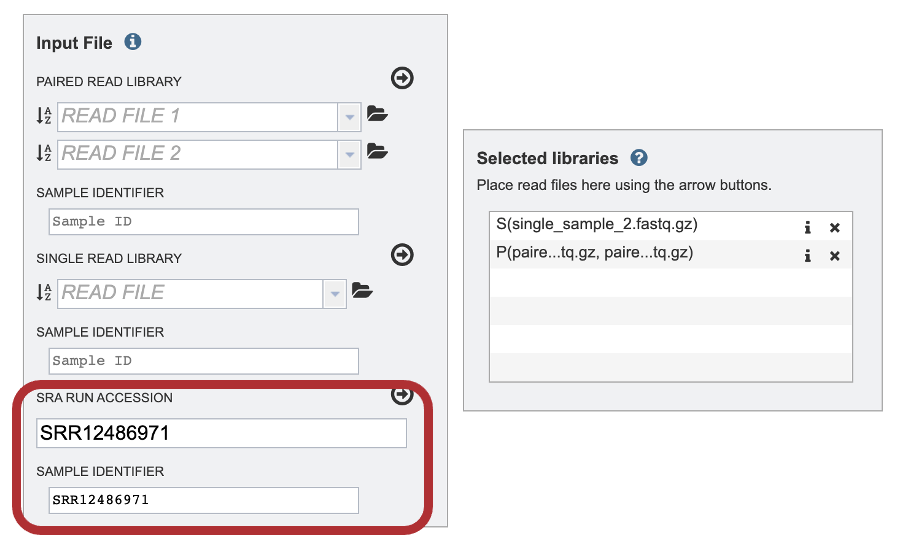 Input File
PAIRED READ LIBRARY
READ FILE 1
READ FILE 2
SAMPLE IDENTIFIER
Sample ID
SINGLE READ LIBRARY
READ FILE
SAMPLE IDENTIFIER
Sample ID
SRA RUN ACCESSION
SRR12486971
SAMPLE IDENTIFIER
SRR12486971
Selected libraries
Place read files here using the arrow buttons.
S(single_sample_2.fastq.gz)
P(paire...tq.gz, paire...tq.gz)